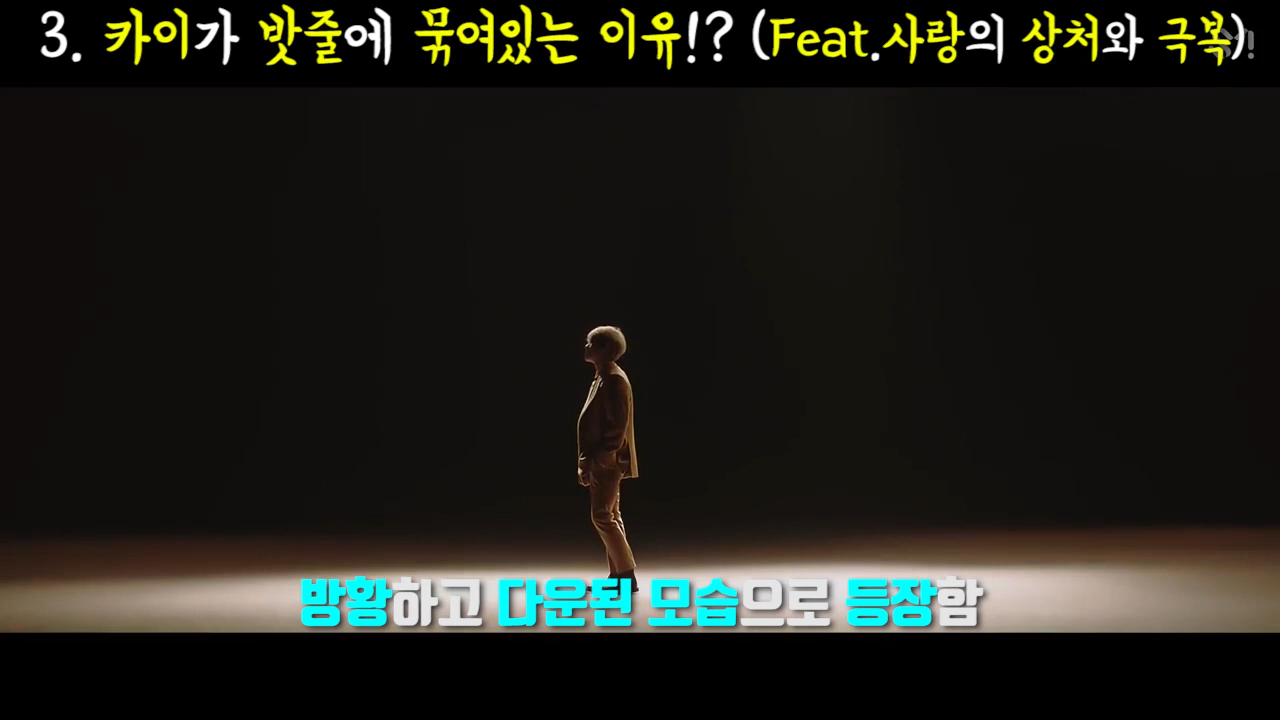 3. 카이가 밧줄에 묶여있는 이유!? (Feat.사랑의 상처와 극복)
방황하고 다운된 모습으로 등장함